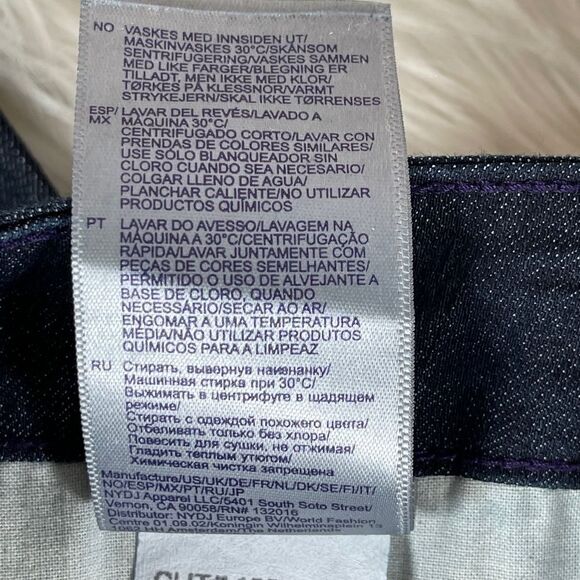 NO VASKES MED INNSIDEN UT/
MASKINVASKES 30°C/SKÅNSOM
SENTRIFUGERING/VASKES SAMMEN
MED LIKE FARGER/BLEGNING ER
TILLADT, MEN IKKE MED KLOR/
TØRKES PÅ KLESSNOR/VARMT
STRYKEJERN/SKAL IKKE TØRRENSES
ESP/ LAVAR DEL REVÉS/LAVADO A
MX MÁQUINA 30°C/
CENTRIFUGADO CORTO/LAVAR CON
PRENDAS DE COLORES SIMILARES/
USE SÓLO BLANQUEADOR SIN
CLORO CUANDO SEA NECESARIO/
COLGAR LLENO DE AGUA/
PLANCHAR CALIENTE/NO UTILIZAR
PRODUCTOS QUÍMICOS
PT LAVAR DO AVESSO/LAVAGEM NA
MÁQUINA A 30°C/CENTRIFUGAÇÃO
RÁPIDA/LAVAR JUNTAMENTE COM
PEÇAS DE CORES SEMELHANTES/
PERMITIDO O USO DE ALVEJANTE A
BASE DE CLORO, QUANDO
NECESSÁRIO/SECAR AO AR/
ENGOMAR A UMA TEMPERATURA
MÉDIA/NÃO UTILIZAR PRODUTOS
QUÍMICOS PARA A LIMPEAZ
RU Стирать, вывернув наизнанку/
Машинная стирка при 30°C/
Выжимать в центрифуге в щадящем
режиме/
Стирать с одеждой похожего цвета/
Отбеливать только без хлора/
Повесить для сушки, не отжимая/
Гладить теплым утюгом/
Химическая чистка запрещена
Manufacture/US/UK/DE/FR/NL/DK/SE/FI/IT/
NO/ESP/MX/PT/RU/JP
NYDJ Apparel LLC/5401 South Soto Street/
Vernon, CA 90058/RN# 132016
Distributor: NYDJ Europe BV/World Fashion
Centre 01.09.02/Koningin Wilhelminaplein 13
1062 HH Amsterdam/The Netherlands
CUT#